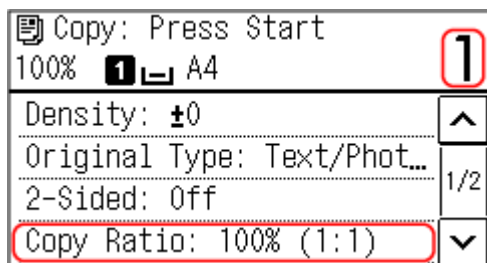 Copy: Press Start
100% 1 A4
1
Density: ±0
Original Type: Text/Phot...
2-Sided: Off
1/2
Copy Ratio: 100% (1:1)